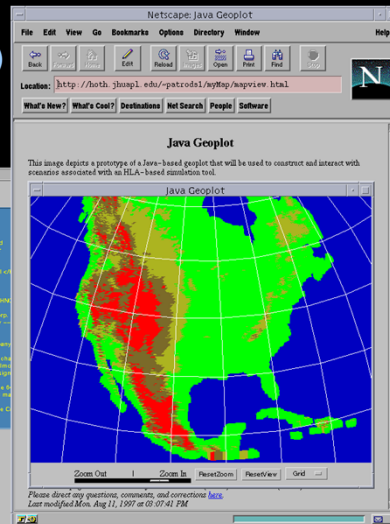 Netscape: Java Geoplot
File Edit View Go Bookmarks Options Directory Window Help
Back Forward Home Edit Reload Images Open Print Find Stop
Location: http://hoth.jhuapl.edu/~patrods1/myMap/mapview.html
N
What's New? What's Cool? Destinations Net Search People Software
Java Geoplot
This image depicts a prototype of a Java-based geoplot that will be used to construct and interact with
scenarios associated with an HLA-based simulation tool.
Java Geoplot
Zoom Out Zoom In ResetZoom ResetView Grid
Please direct any questions, comments, and corrections here.
Last modified Mon, Aug 11, 1997 at 03:07:41 PM